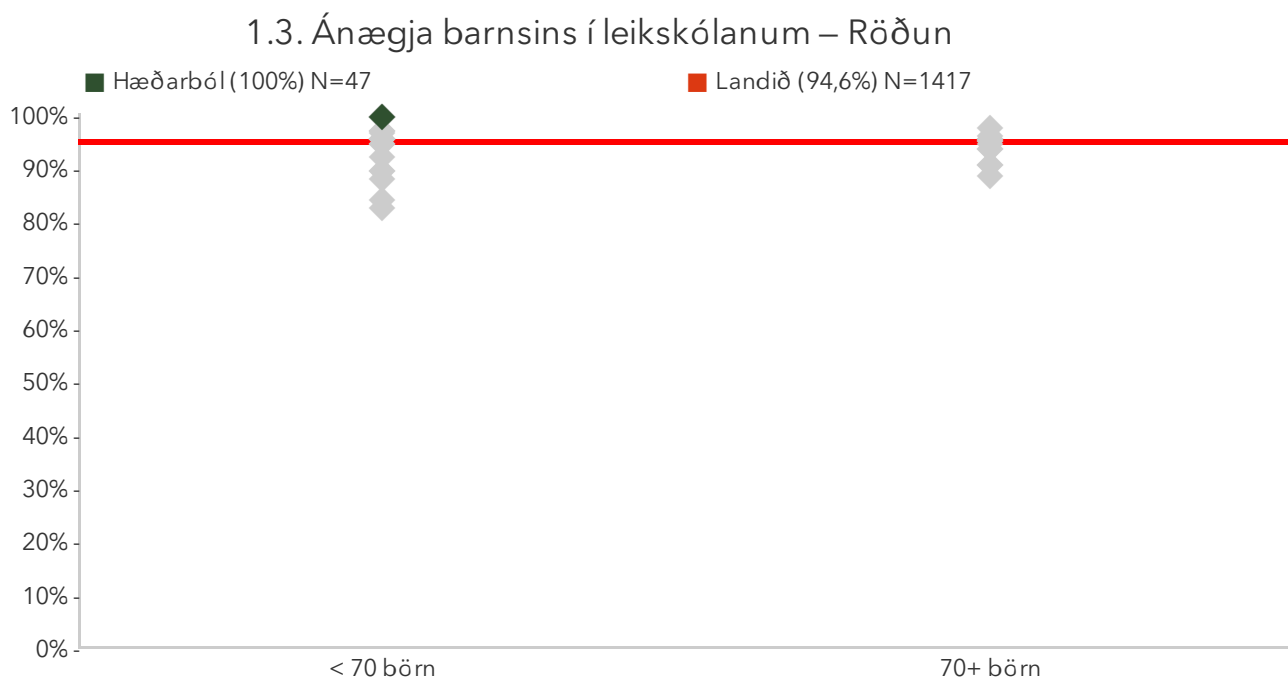 1.3. Ánægja barnsins í leikskólanum – Röðun
Hæðarból (100%) N=47
Landið (94,6%) N=1417
100%
90%
80%
70%
60%
50%
40%
30%
20%
10%
0%
< 70 börn
70+ börn